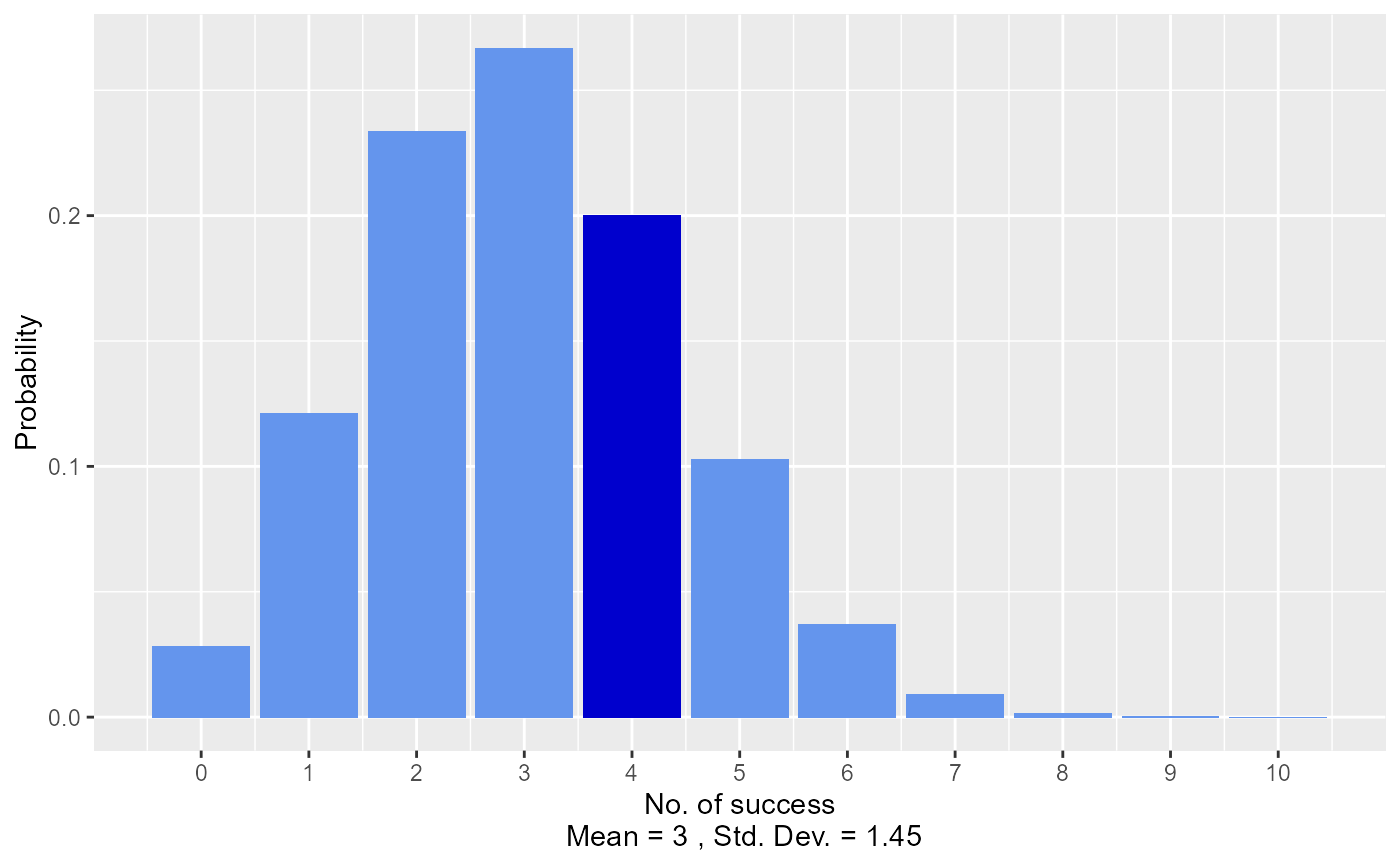 Probability
0.2
0.1
0.0
0 1 2 3 4 5 6 7 8 9 10
No. of success
Mean = 3 , Std. Dev. = 1.45